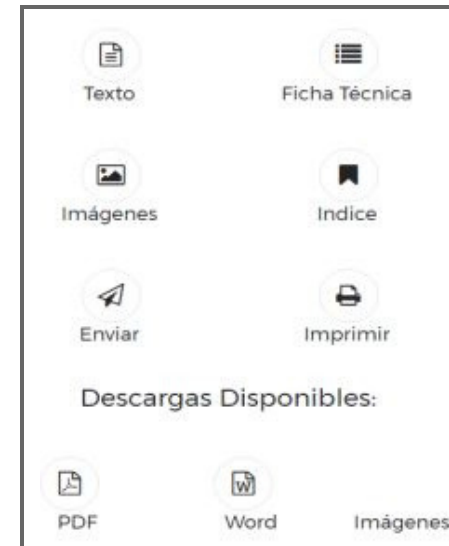 Texto Ficha Técnica
Imágenes Indice
Enviar Imprimir
Descargas Disponibles:
PDF Word Imágenes